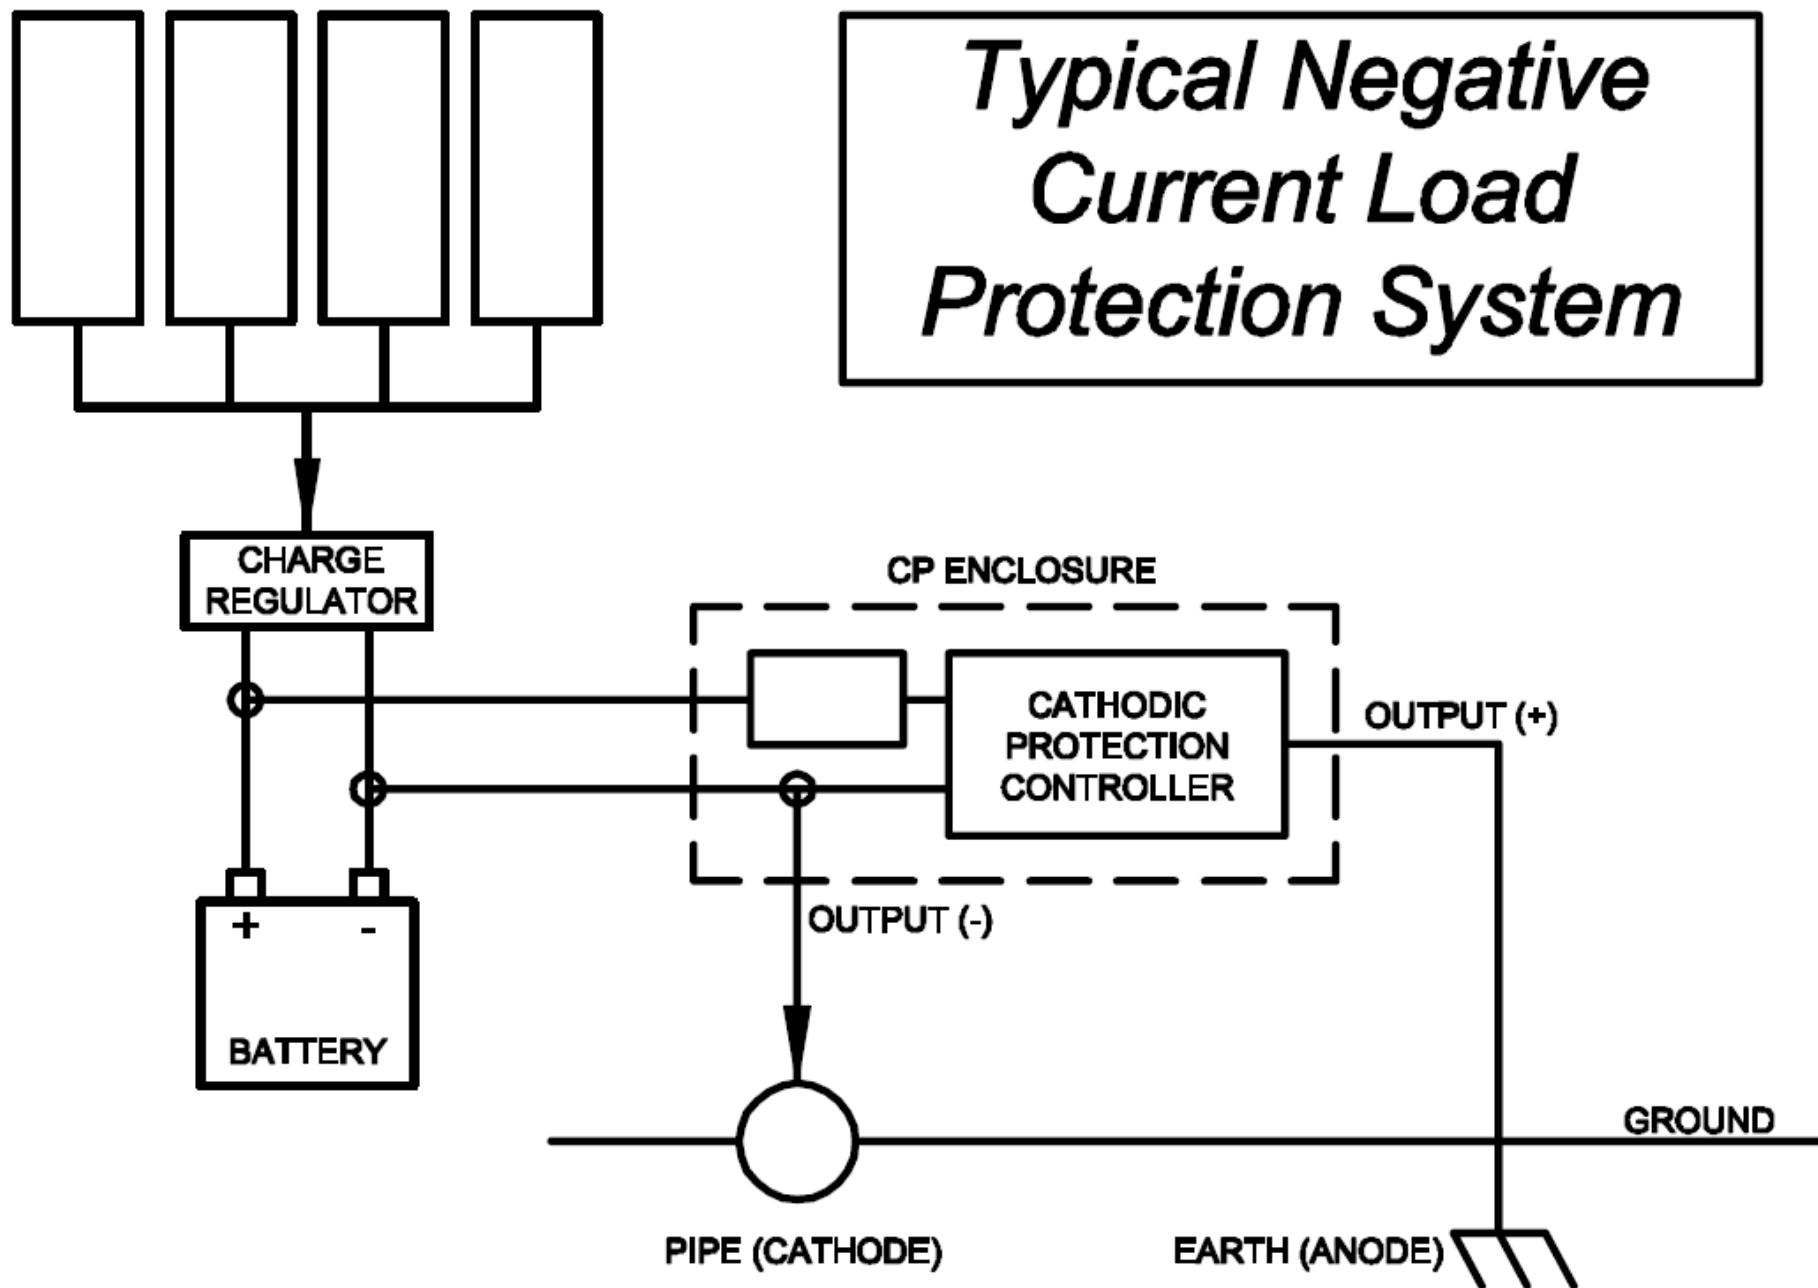 Typical Negative
Current Load
Protection System
CHARGE
REGULATOR
CP ENCLOSURE
CATHODIC
PROTECTION
CONTROLLER
OUTPUT (+)
+
-
OUTPUT (-)
BATTERY
GROUND
PIPE (CATHODE)
EARTH (ANODE)